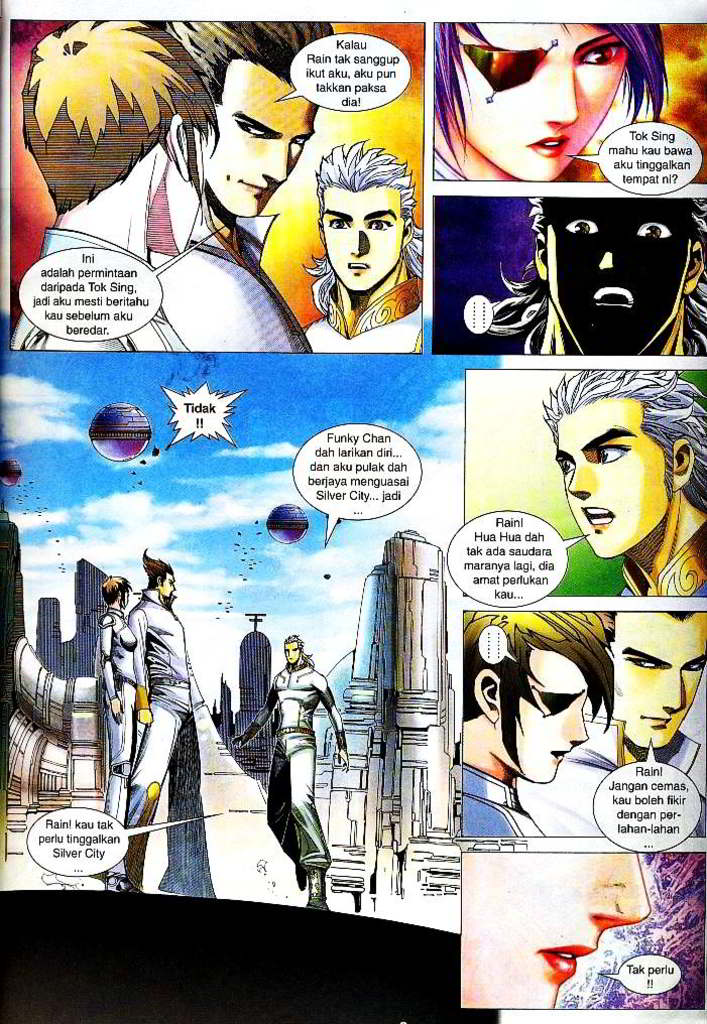 Kalau
Rain tak sanggup
ikut aku, aku pun
takkan paksa
dia!
Ini
adalah permintaan
daripada Tok Sing,
jadi aku mesti beritahu
kau sebelum aku
beredar.
Tok Sing
mahu kau bawa
aku tinggalkan
tempat ni?
Tidak
!!
Funky Chan
dah larikan diri...
dan aku pulak dah
berjaya menguasai
Silver City... jadi
...
Rain! kau tak
perlu tinggalkan
Silver City
...
Rain!
Hua Hua dah
tak ada saudara
mara nya lagi, dia
amat perlukan
kau...
Rain!
Jangan cemas,
kau boleh fikir
dengan per-
lahan-lahan
...
Tak perlu
!!